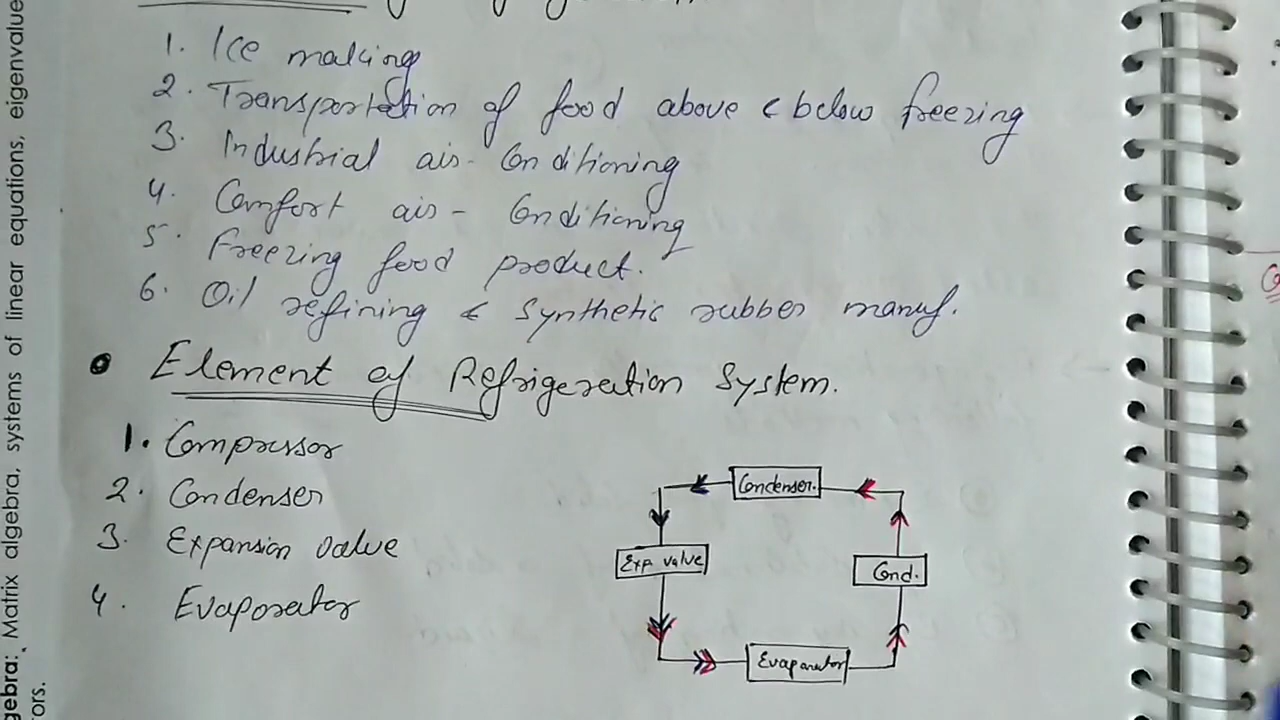 1. Ice making
2. Transportation of food above & below freezing
3. Industrial air-Conditioning
4. Comfort air-Conditioning
5. Freezing food product.
6. Oil refining & Synthetic rubber manuf.
• Element of Refrigeration System.
1. Compressor
2. Condenser
3. Expansion valve
4. Evaporator
Condenser.
Exp valve
Cond.
Evaporator
gebra: Matrix algebra, systems of linear equations, eigenvalue
ors.